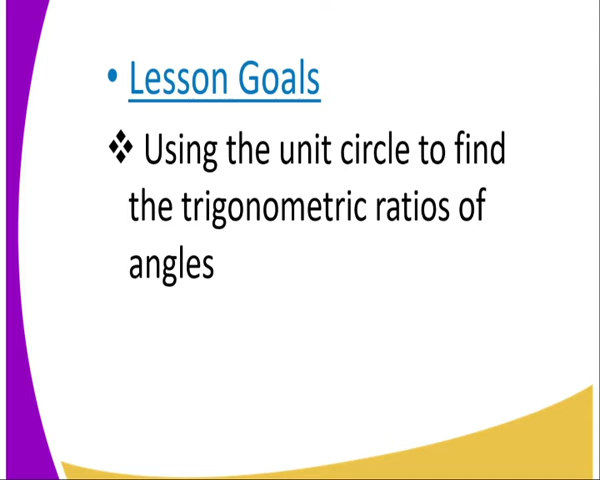 • Lesson Goals
❖ Using the unit circle to find
the trigonometric ratios of
angles